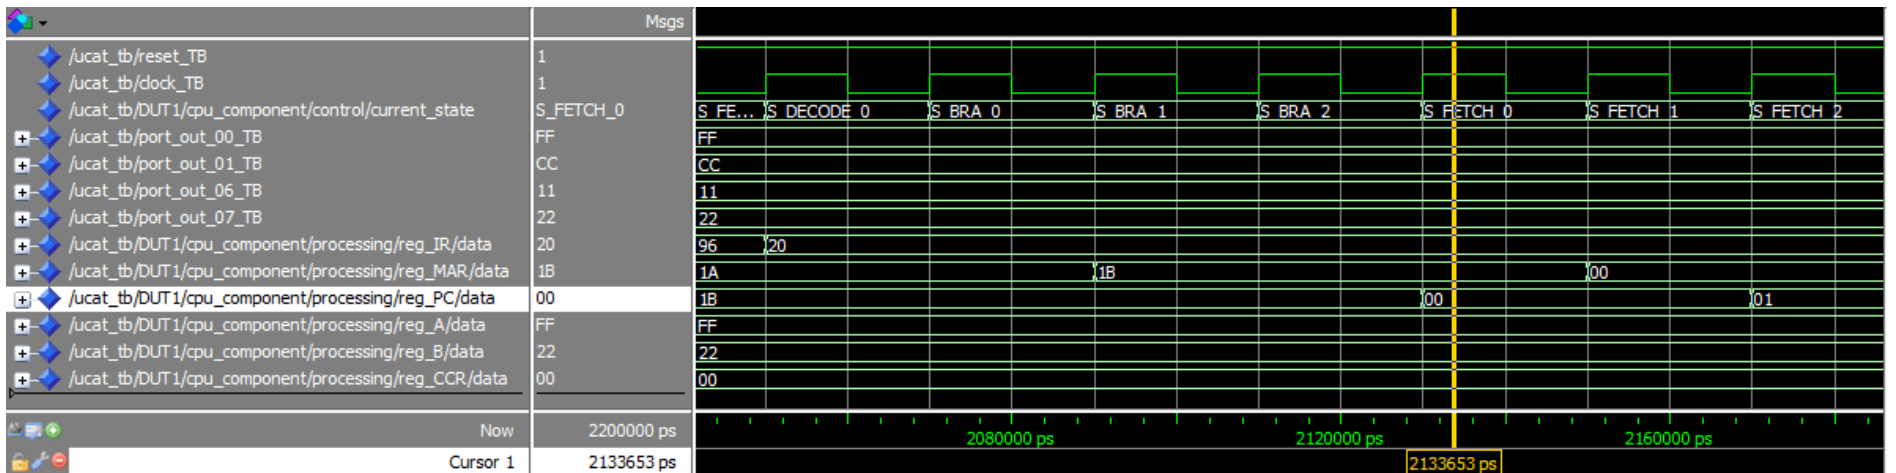 Msgs
/ucat_tb/reset_TB 1
/ucat_tb/clock_TB 1
/ucat_tb/DUT1/cpu_component/control/current_state S_FETCH_0 S_FE... S_DECODE_0 S_BRA_0 S_BRA_1 S_BRA_2 S_FETCH_0 S_FETCH_1 S_FETCH_2
/ucat_tb/port_out_00_TB FF FF
/ucat_tb/port_out_01_TB CC CC
/ucat_tb/port_out_06_TB 11 11
/ucat_tb/port_out_07_TB 22 22
/ucat_tb/DUT1/cpu_component/processing/reg_IR/data 20 96 20
/ucat_tb/DUT1/cpu_component/processing/reg_MAR/data 1B 1A 1B 00
/ucat_tb/DUT1/cpu_component/processing/reg_PC/data 00 1B 00 01
/ucat_tb/DUT1/cpu_component/processing/reg_A/data FF FF
/ucat_tb/DUT1/cpu_component/processing/reg_B/data 22 22
/ucat_tb/DUT1/cpu_component/processing/reg_CCR/data 00 00
Now 2200000 ps 2080000 ps 2120000 ps 2160000 ps
Cursor 1 2133653 ps 2133653 ps